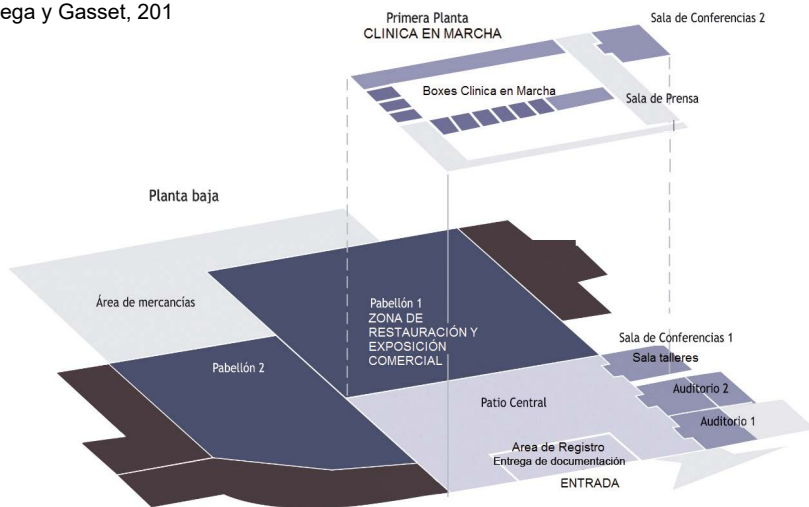 ega y Gasset, 201
Primera Planta
CLINICA EN MARCHA
Sala de Conferencias 2
Boxes Clinica en Marcha
Sala de Prensa
Planta baja
Área de mercancías
Pabellón 1
ZONA DE
RESTAURACIÓN Y
EXPOSICIÓN
COMERCIAL
Pabellón 2
Sala de Conferencias 1
Sala talleres
Auditorio 2
Patio Central
Auditorio 1
Area de Registro
Entrega de documentación
ENTRADA